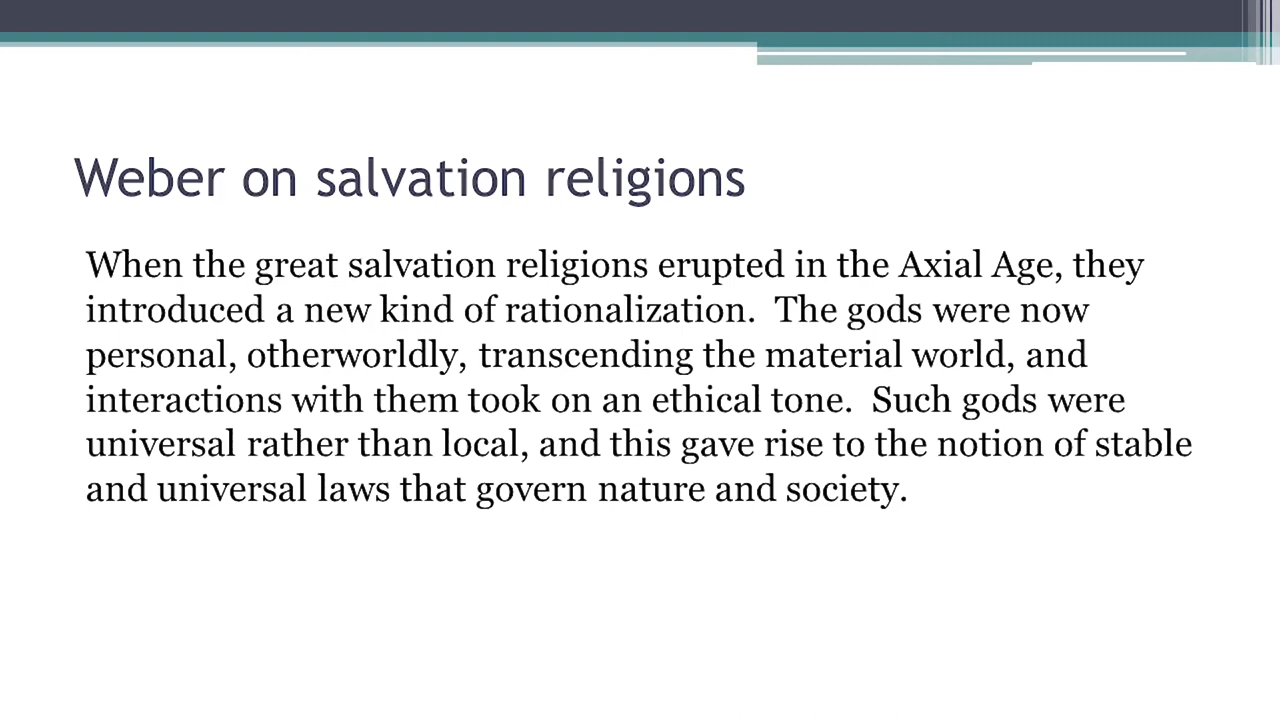 Weber on salvation religions
When the great salvation religions erupted in the Axial Age, they
introduced a new kind of rationalization.  The gods were now
personal, otherworldly, transcending the material world, and
interactions with them took on an ethical tone.  Such gods were
universal rather than local, and this gave rise to the notion of stable
and universal laws that govern nature and society.